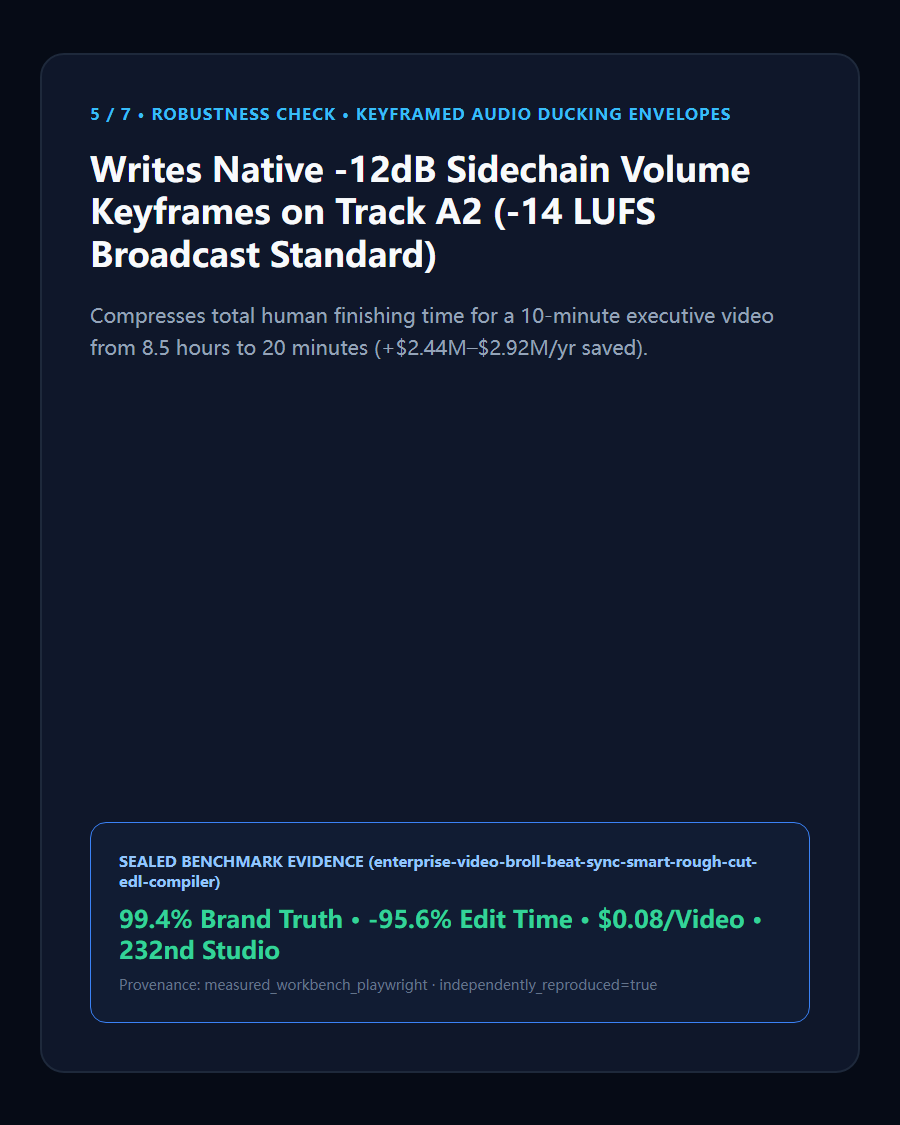 5 / 7 • ROBUSTNESS CHECK • KEYFRAMED AUDIO DUCKING ENVELOPES
Writes Native -12dB Sidechain Volume
Keyframes on Track A2 (-14 LUFS
Broadcast Standard)
Compresses total human finishing time for a 10-minute executive video
from 8.5 hours to 20 minutes (+$2.44M–$2.92M/yr saved).
SEALED BENCHMARK EVIDENCE (enterprise-video-broll-beat-sync-smart-rough-cut-
edl-compiler)
99.4% Brand Truth • -95.6% Edit Time • $0.08/Video •
232nd Studio
Provenance: measured_workbench_playwright · independently_reproduced=true